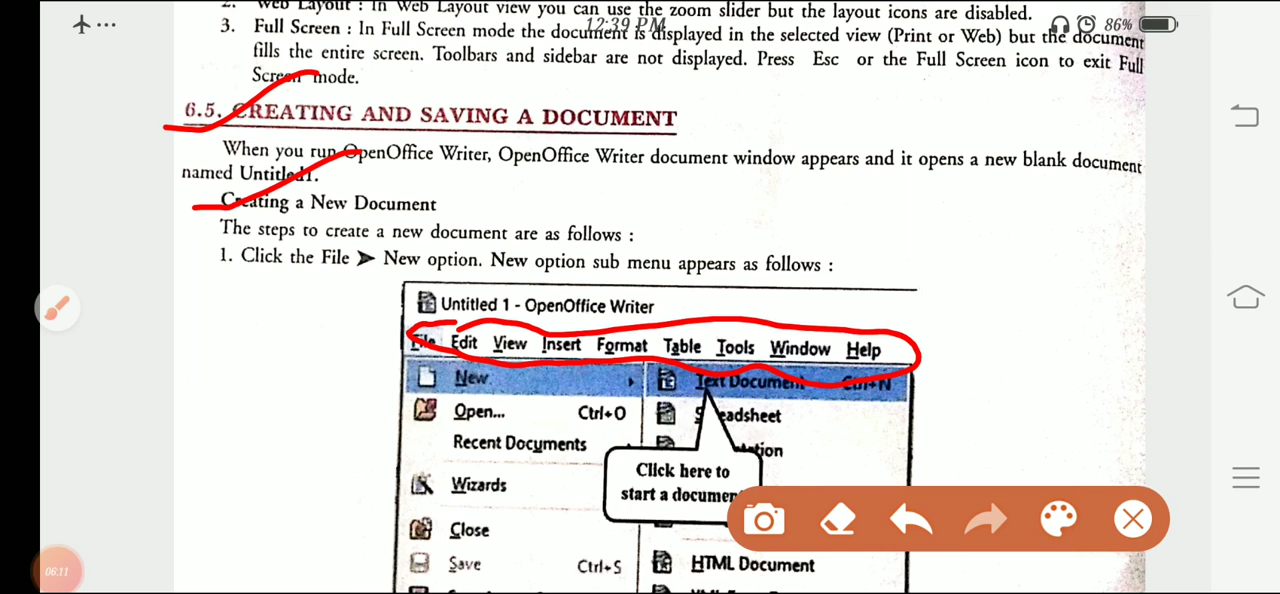 2. Web Layout : In Web Layout view you can use the zoom slider but the layout icons are disabled.
12:39 PM
86%
3. Full Screen : In Full Screen mode the document is displayed in the selected view (Print or Web) but the document
fills the entire screen. Toolbars and sidebar are not displayed. Press Esc or the Full Screen icon to exit Full
Screen mode.
6.5. CREATING AND SAVING A DOCUMENT
When you run OpenOffice Writer, OpenOffice Writer document window appears and it opens a new blank document
named Untitled1.
Creating a New Document
The steps to create a new document are as follows :
1. Click the File ➤ New option. New option sub menu appears as follows :
Untitled 1 - OpenOffice Writer
File Edit View Insert Format Table Tools Window Help
New Text Document Ctrl+N
Open... Ctrl+O
Recent Documents
Click here to
start a
Wizards
Close
Save Ctrl+S HTML Document
06:11